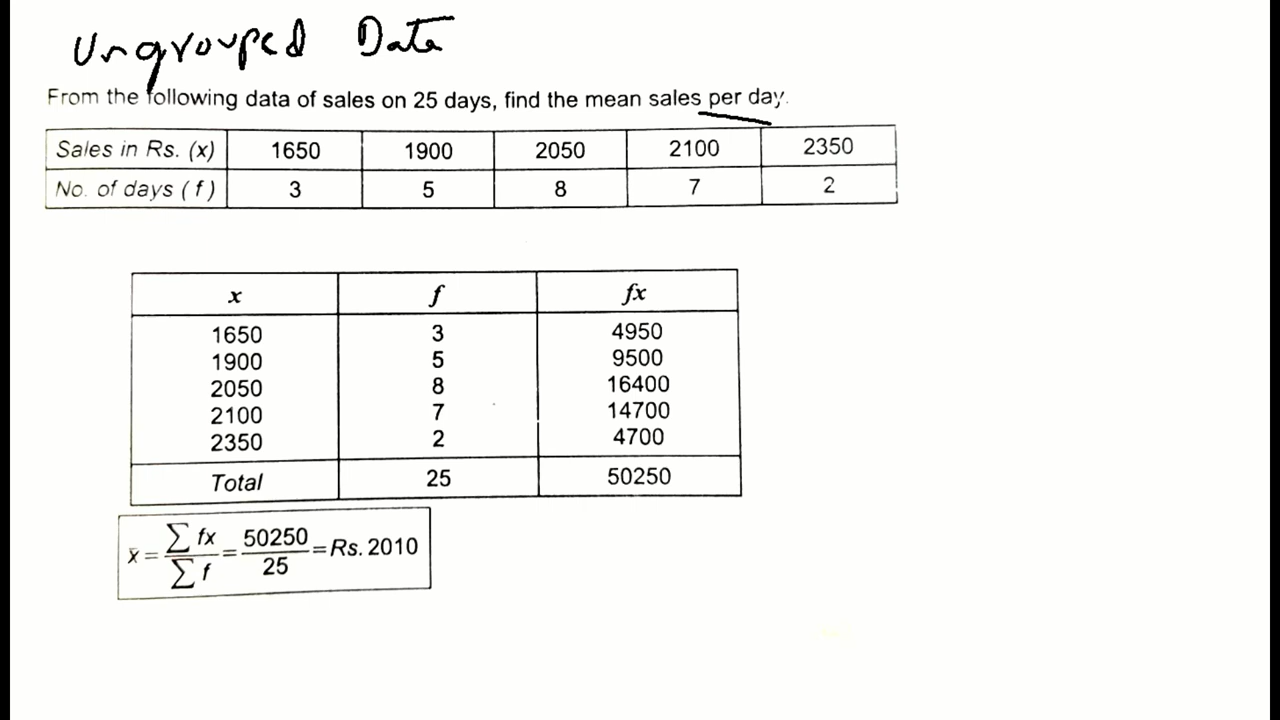 Ungrouped Data
From the following data of sales on 25 days, find the mean sales per day.
Sales in Rs. (x) 1650 1900 2050 2100 2350
No. of days (f) 3 5 8 7 2
x f fx
1650 3 4950
1900 5 9500
2050 8 16400
2100 7 14700
2350 2 4700
Total 25 50250
x̄ = ∑ fx / ∑ f = 50250 / 25 = Rs. 2010